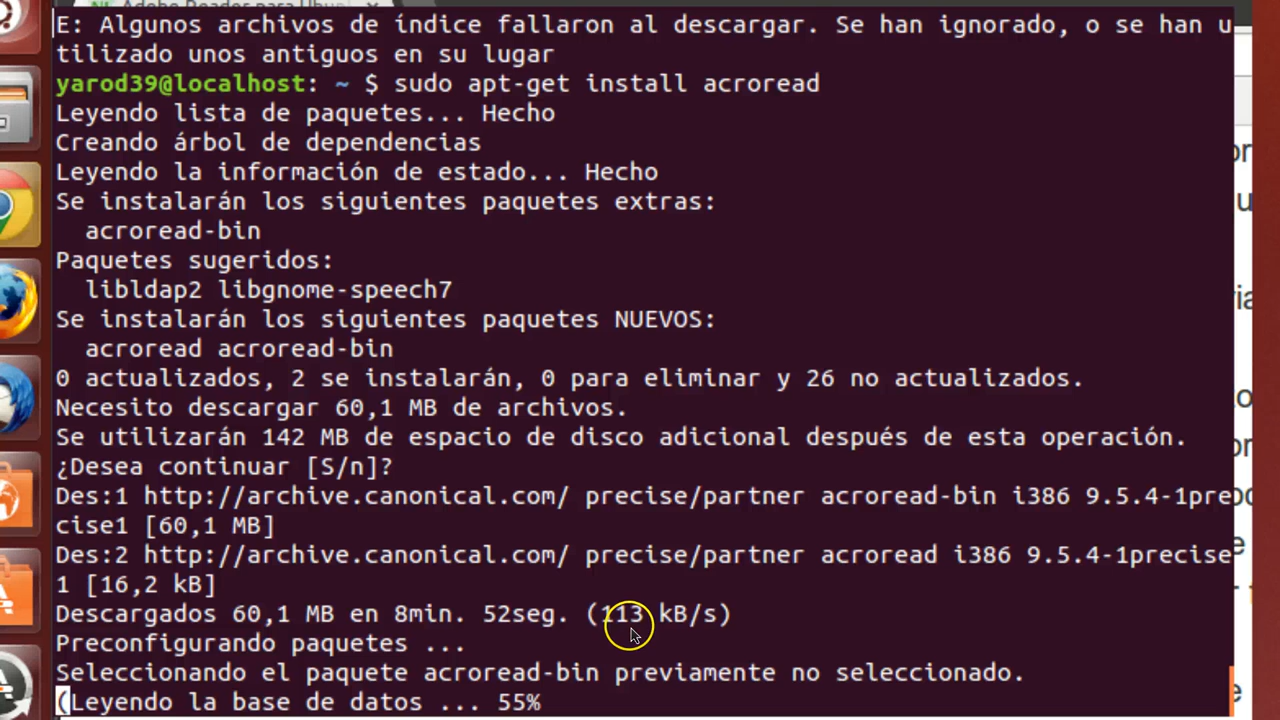 Adobe Reader para Ubu
E: Algunos archivos de índice fallaron al descargar. Se han ignorado, o se han u
tilizado unos antiguos en su lugar
yarod39@localhost: ~ $ sudo apt-get install acroread
Leyendo lista de paquetes... Hecho
Creando árbol de dependencias
Leyendo la información de estado... Hecho
Se instalarán los siguientes paquetes extras:
  acroread-bin
Paquetes sugeridos:
  libldap2 libgnome-speech7
Se instalarán los siguientes paquetes NUEVOS:
  acroread acroread-bin
0 actualizados, 2 se instalarán, 0 para eliminar y 26 no actualizados.
Necesito descargar 60,1 MB de archivos.
Se utilizarán 142 MB de espacio de disco adicional después de esta operación.
¿Desea continuar [S/n]?
Des:1 http://archive.canonical.com/ precise/partner acroread-bin i386 9.5.4-1pre
cise1 [60,1 MB]
Des:2 http://archive.canonical.com/ precise/partner acroread i386 9.5.4-1precise
1 [16,2 kB]
Descargados 60,1 MB en 8min. 52seg. (113 kB/s)
Preconfigurando paquetes ...
Seleccionando el paquete acroread-bin previamente no seleccionado.
(Leyendo la base de datos ... 55%